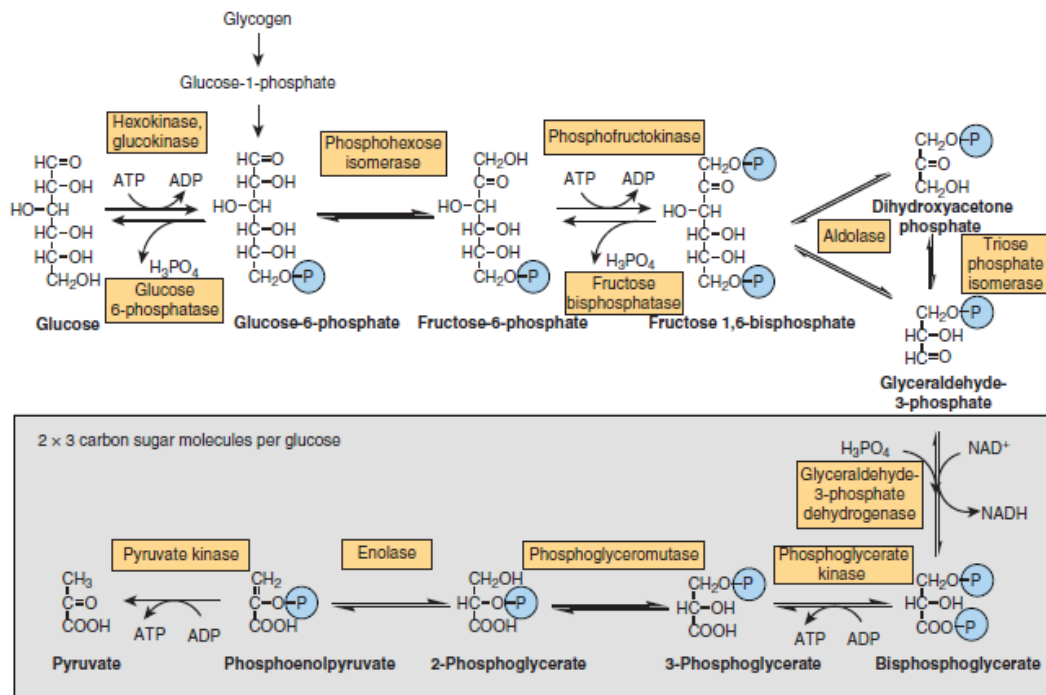 Glycogen
Glucose-1-phosphate
Hexokinase,
glucokinase
Phosphohexose
isomerase
Phosphofructokinase
HC=O
C-OH
HO-CH
C-OH
HC-OH
CH₂OH
ATP
ADP
H₃PO₄
Glucose
6-phosphatase
Glucose
HC=O
C-OH
HO-CH
C-OH
HC-OH
CH₂O-P
Glucose-6-phosphate
CH₂OH
C=O
HO-CH
HC-OH
HC-OH
CH₂O-P
Fructose-6-phosphate
ATP
ADP
H₃PO₄
Fructose
bisphosphatase
CH₂O-P
C=O
HO-CH
HC-OH
HC-OH
CH₂O-P
Fructose 1,6-bisphosphate
Aldolase
CH₂O-P
C=O
CH₂OH
Dihydroxyacetone
phosphate
Triose
phosphate
isomerase
CH₂O-P
HC-OH
HC=O
Glyceraldehyde-
3-phosphate
2 × 3 carbon sugar molecules per glucose
H₃PO₄
NAD⁺
Glyceraldehyde-
3-phosphate
dehydrogenase
NADH
Pyruvate kinase
Enolase
Phosphoglyceromutase
Phosphoglycerate
kinase
CH₃
C=O
COOH
Pyruvate
ATP
ADP
CH₂
C-O-P
COOH
Phosphoenolpyruvate
CH₂OH
HC-O-P
COOH
2-Phosphoglycerate
CH₂O-P
HC-OH
COOH
3-Phosphoglycerate
ATP
ADP
CH₂O-P
HC-OH
COO-P
Bisphosphoglycerate